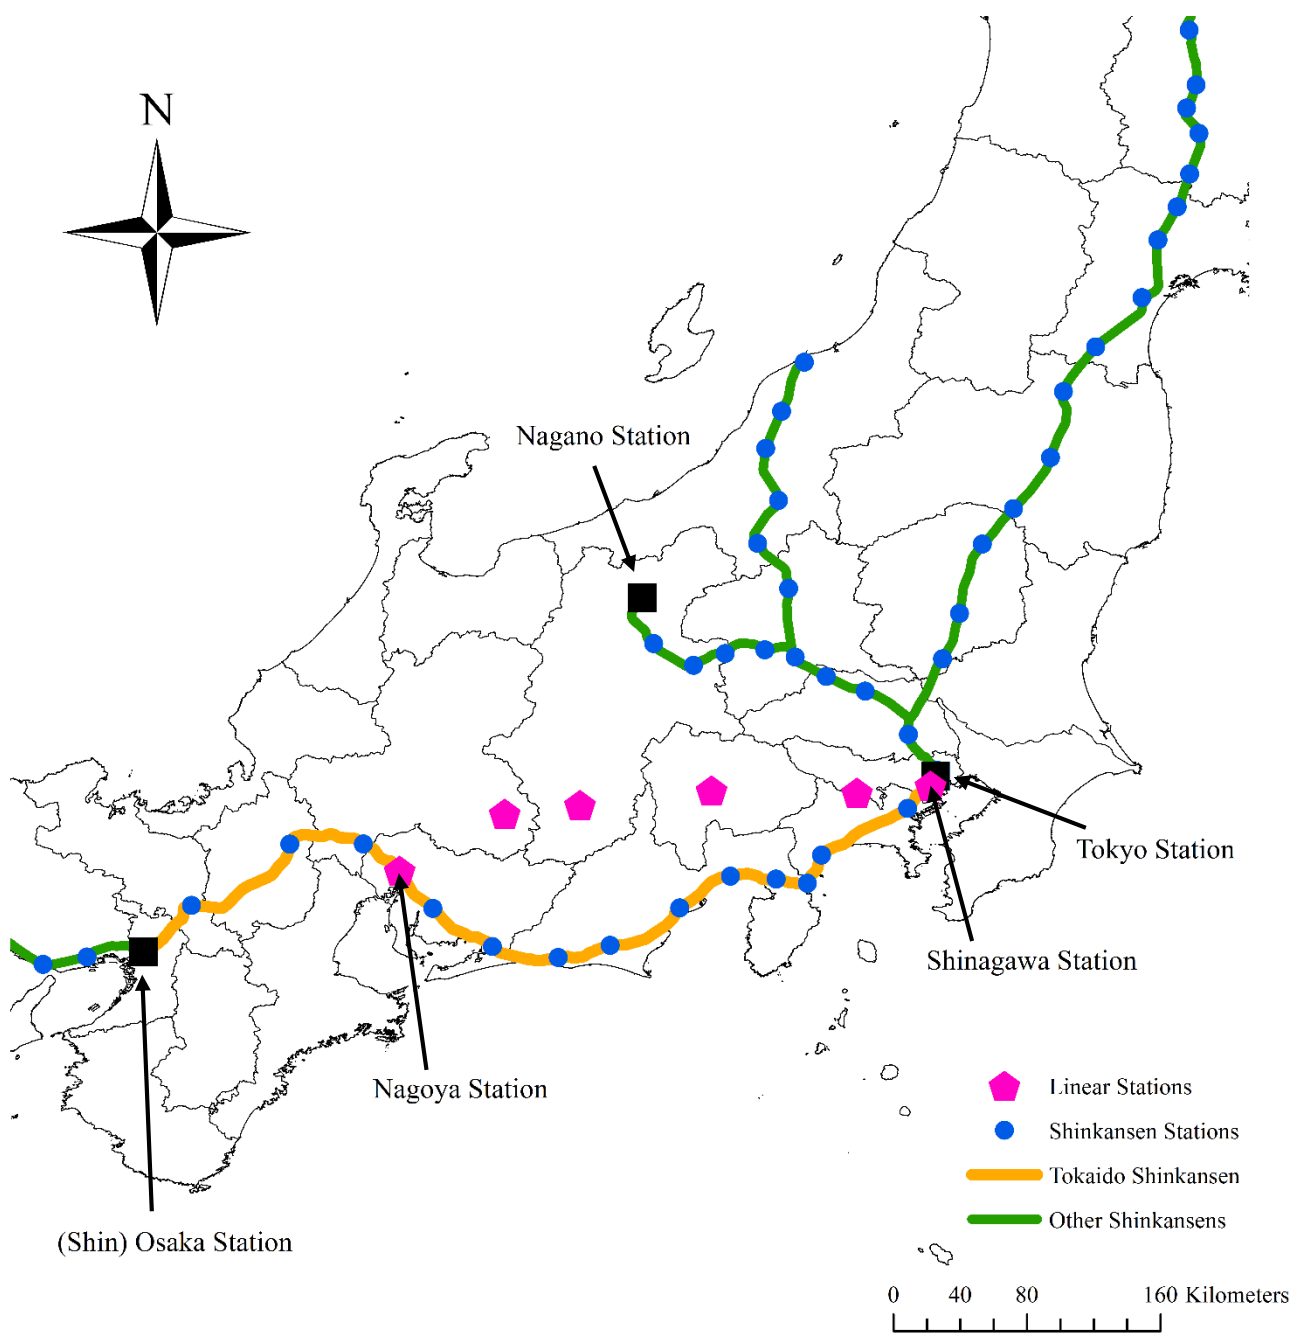 N
Nagano Station
Tokyo Station
Shinagawa Station
Nagoya Station
(Shin) Osaka Station
Linear Stations
Shinkansen Stations
Tokaido Shinkansen
Other Shinkansens
0 40 80 160 Kilometers